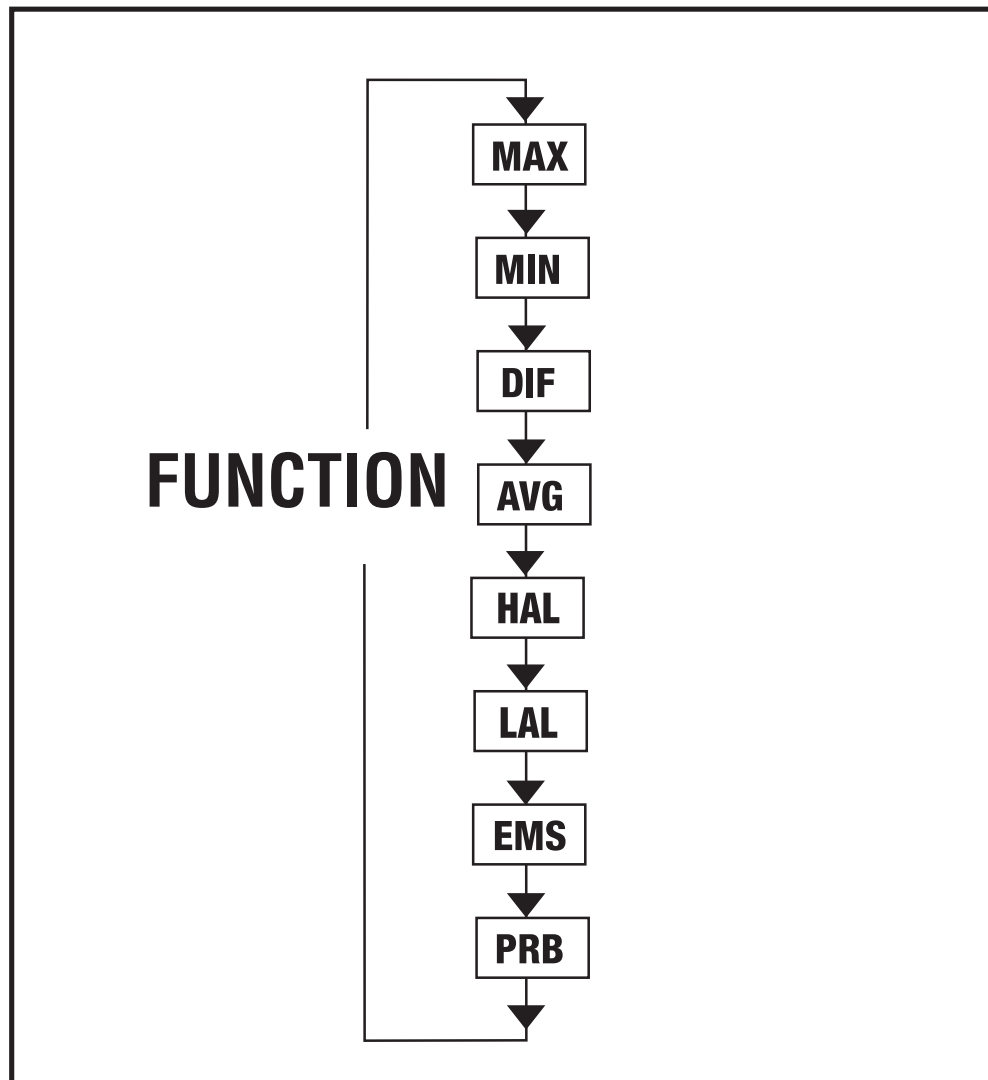 MAX
MIN
DIF
FUNCTION
AVG
HAL
LAL
EMS
PRB